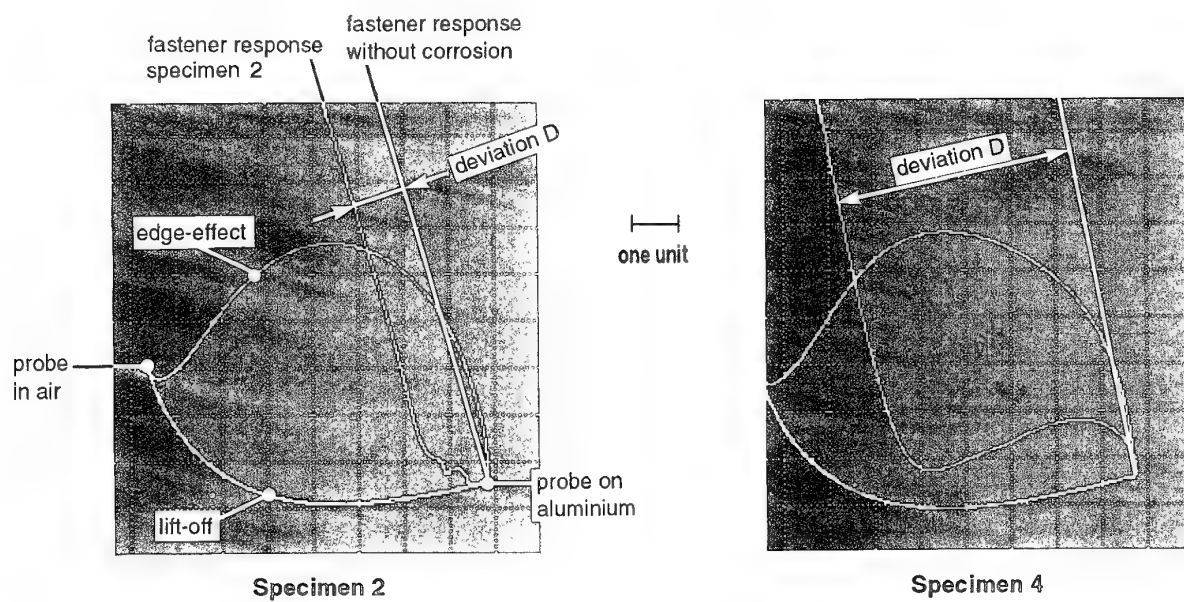 fastener response
without corrosion
fastener response
specimen 2
deviation D
edge-effect
probe
in air
lift-off
probe on
aluminium
one unit
deviation D
Specimen 2
Specimen 4